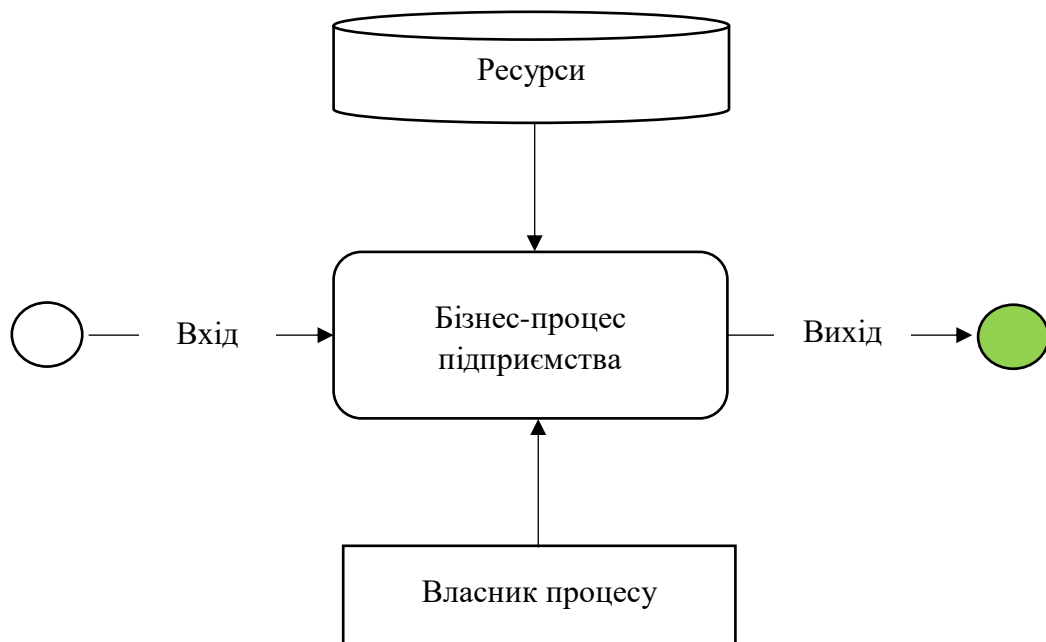 Ресурси
Вхід
Бізнес-процес
підприємства
Вихід
Власник процесу